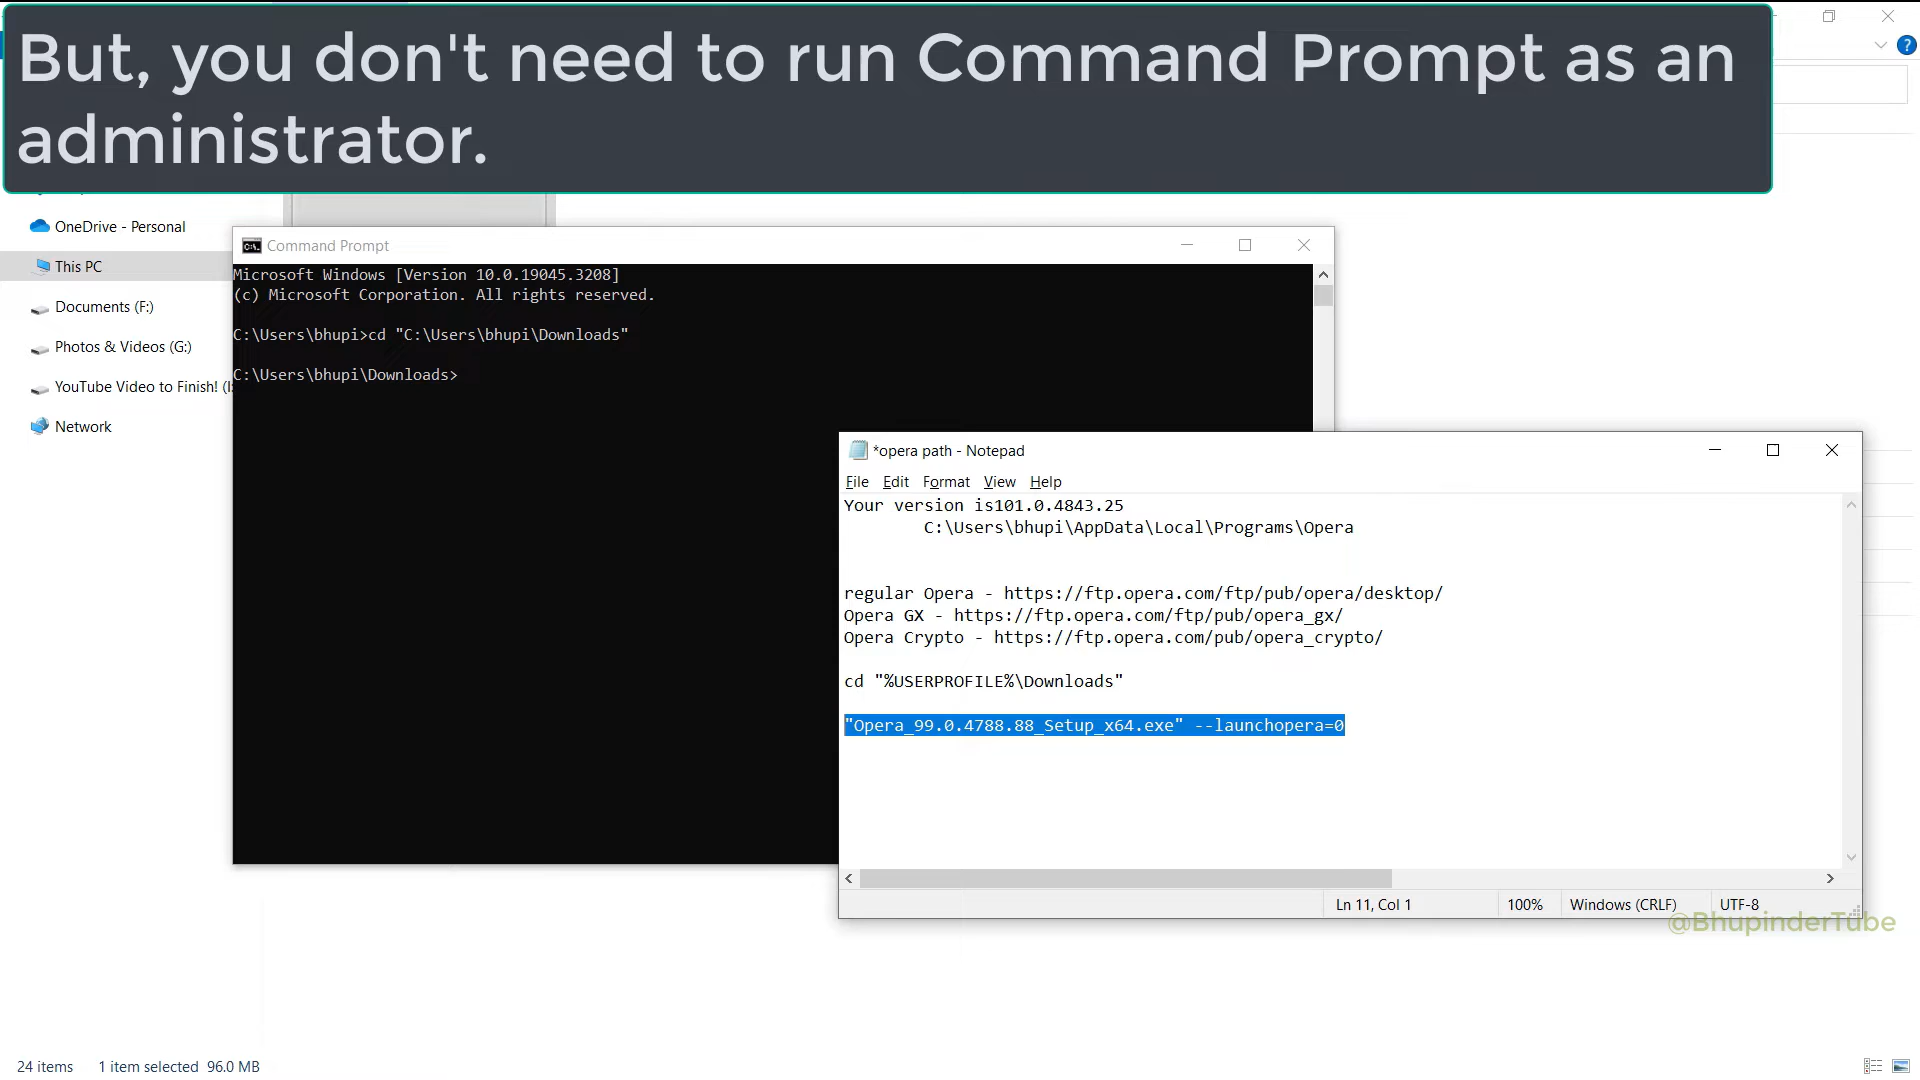 But, you don't need to run Command Prompt as an
administrator.
OneDrive - Personal
This PC
Documents (F:)
Photos & Videos (G:)
YouTube Video to Finish! (I:
Network
Command Prompt
Microsoft Windows [Version 10.0.19045.3208]
(c) Microsoft Corporation. All rights reserved.
C:\Users\bhupi>cd "C:\Users\bhupi\Downloads"
C:\Users\bhupi\Downloads>
*opera path - Notepad
File Edit Format View Help
Your version is101.0.4843.25
C:\Users\bhupi\AppData\Local\Programs\Opera
regular Opera - https://ftp.opera.com/ftp/pub/opera/desktop/
Opera GX - https://ftp.opera.com/ftp/pub/opera_gx/
Opera Crypto - https://ftp.opera.com/pub/opera_crypto/
cd "%USERPROFILE%\Downloads"
"Opera_99.0.4788.88_Setup_x64.exe" --launchopera=0
Ln 11, Col 1 100% Windows (CRLF) UTF-8
@BhupinderTube
24 items 1 item selected 96.0 MB